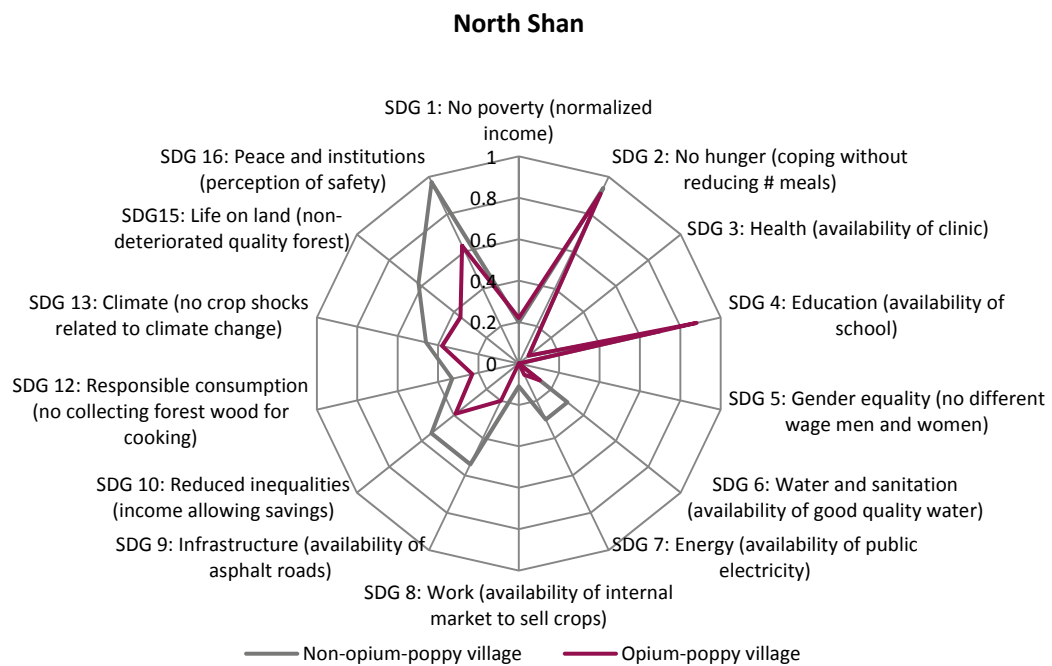 North Shan
SDG 1: No poverty (normalized
income)
SDG 2: No hunger (coping without
reducing # meals)
SDG 3: Health (availability of clinic)
SDG 4: Education (availability of
school)
SDG 5: Gender equality (no different
wage men and women)
SDG 6: Water and sanitation
(availability of good quality water)
SDG 7: Energy (availability of public
electricity)
SDG 8: Work (availability of internal
market to sell crops)
SDG 9: Infrastructure (availability of
asphalt roads)
SDG 10: Reduced inequalities
(income allowing savings)
SDG 12: Responsible consumption
(no collecting forest wood for
cooking)
SDG 13: Climate (no crop shocks
related to climate change)
SDG15: Life on land (non-
deteriorated quality forest)
SDG 16: Peace and institutions
(perception of safety)
1
0.8
0.6
0.4
0.2
0
Non-opium-poppy village
Opium-poppy village